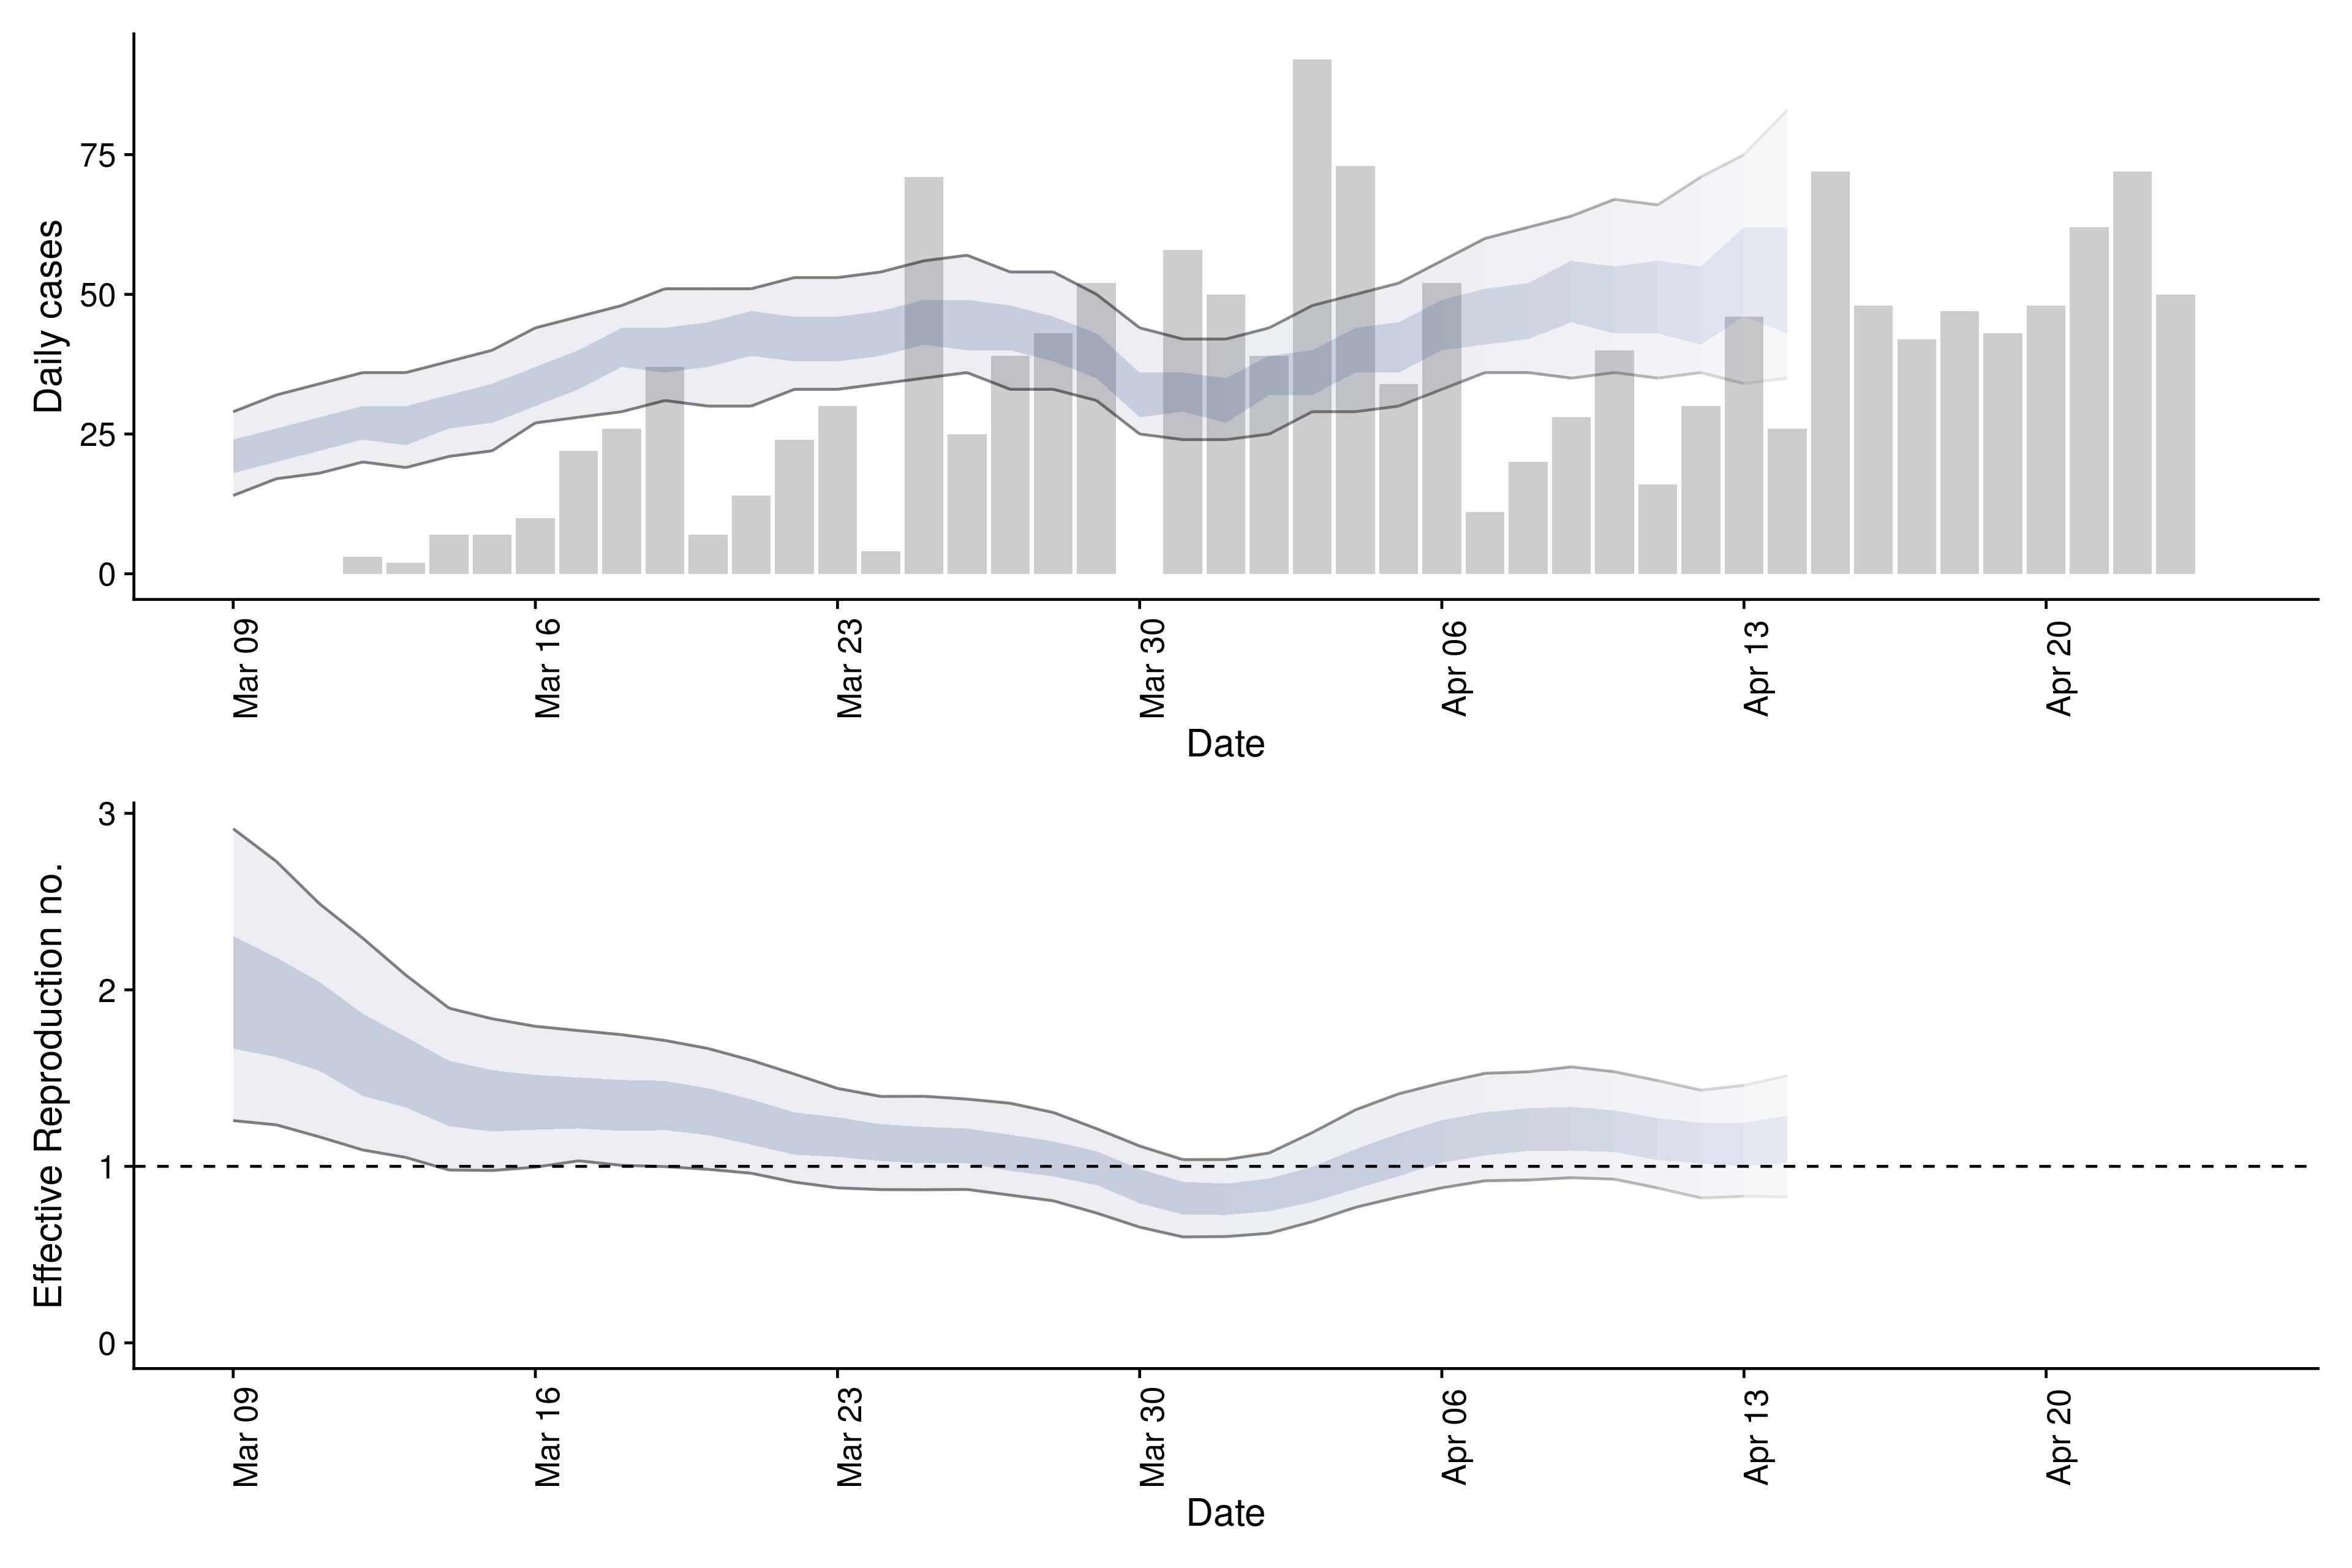 Daily cases
75
50
25
0
Mar 09
Mar 16
Mar 23
Mar 30
Apr 06
Apr 13
Apr 20
Date
Effective Reproduction no.
3
2
1
0
Mar 09
Mar 16
Mar 23
Mar 30
Apr 06
Apr 13
Apr 20
Date